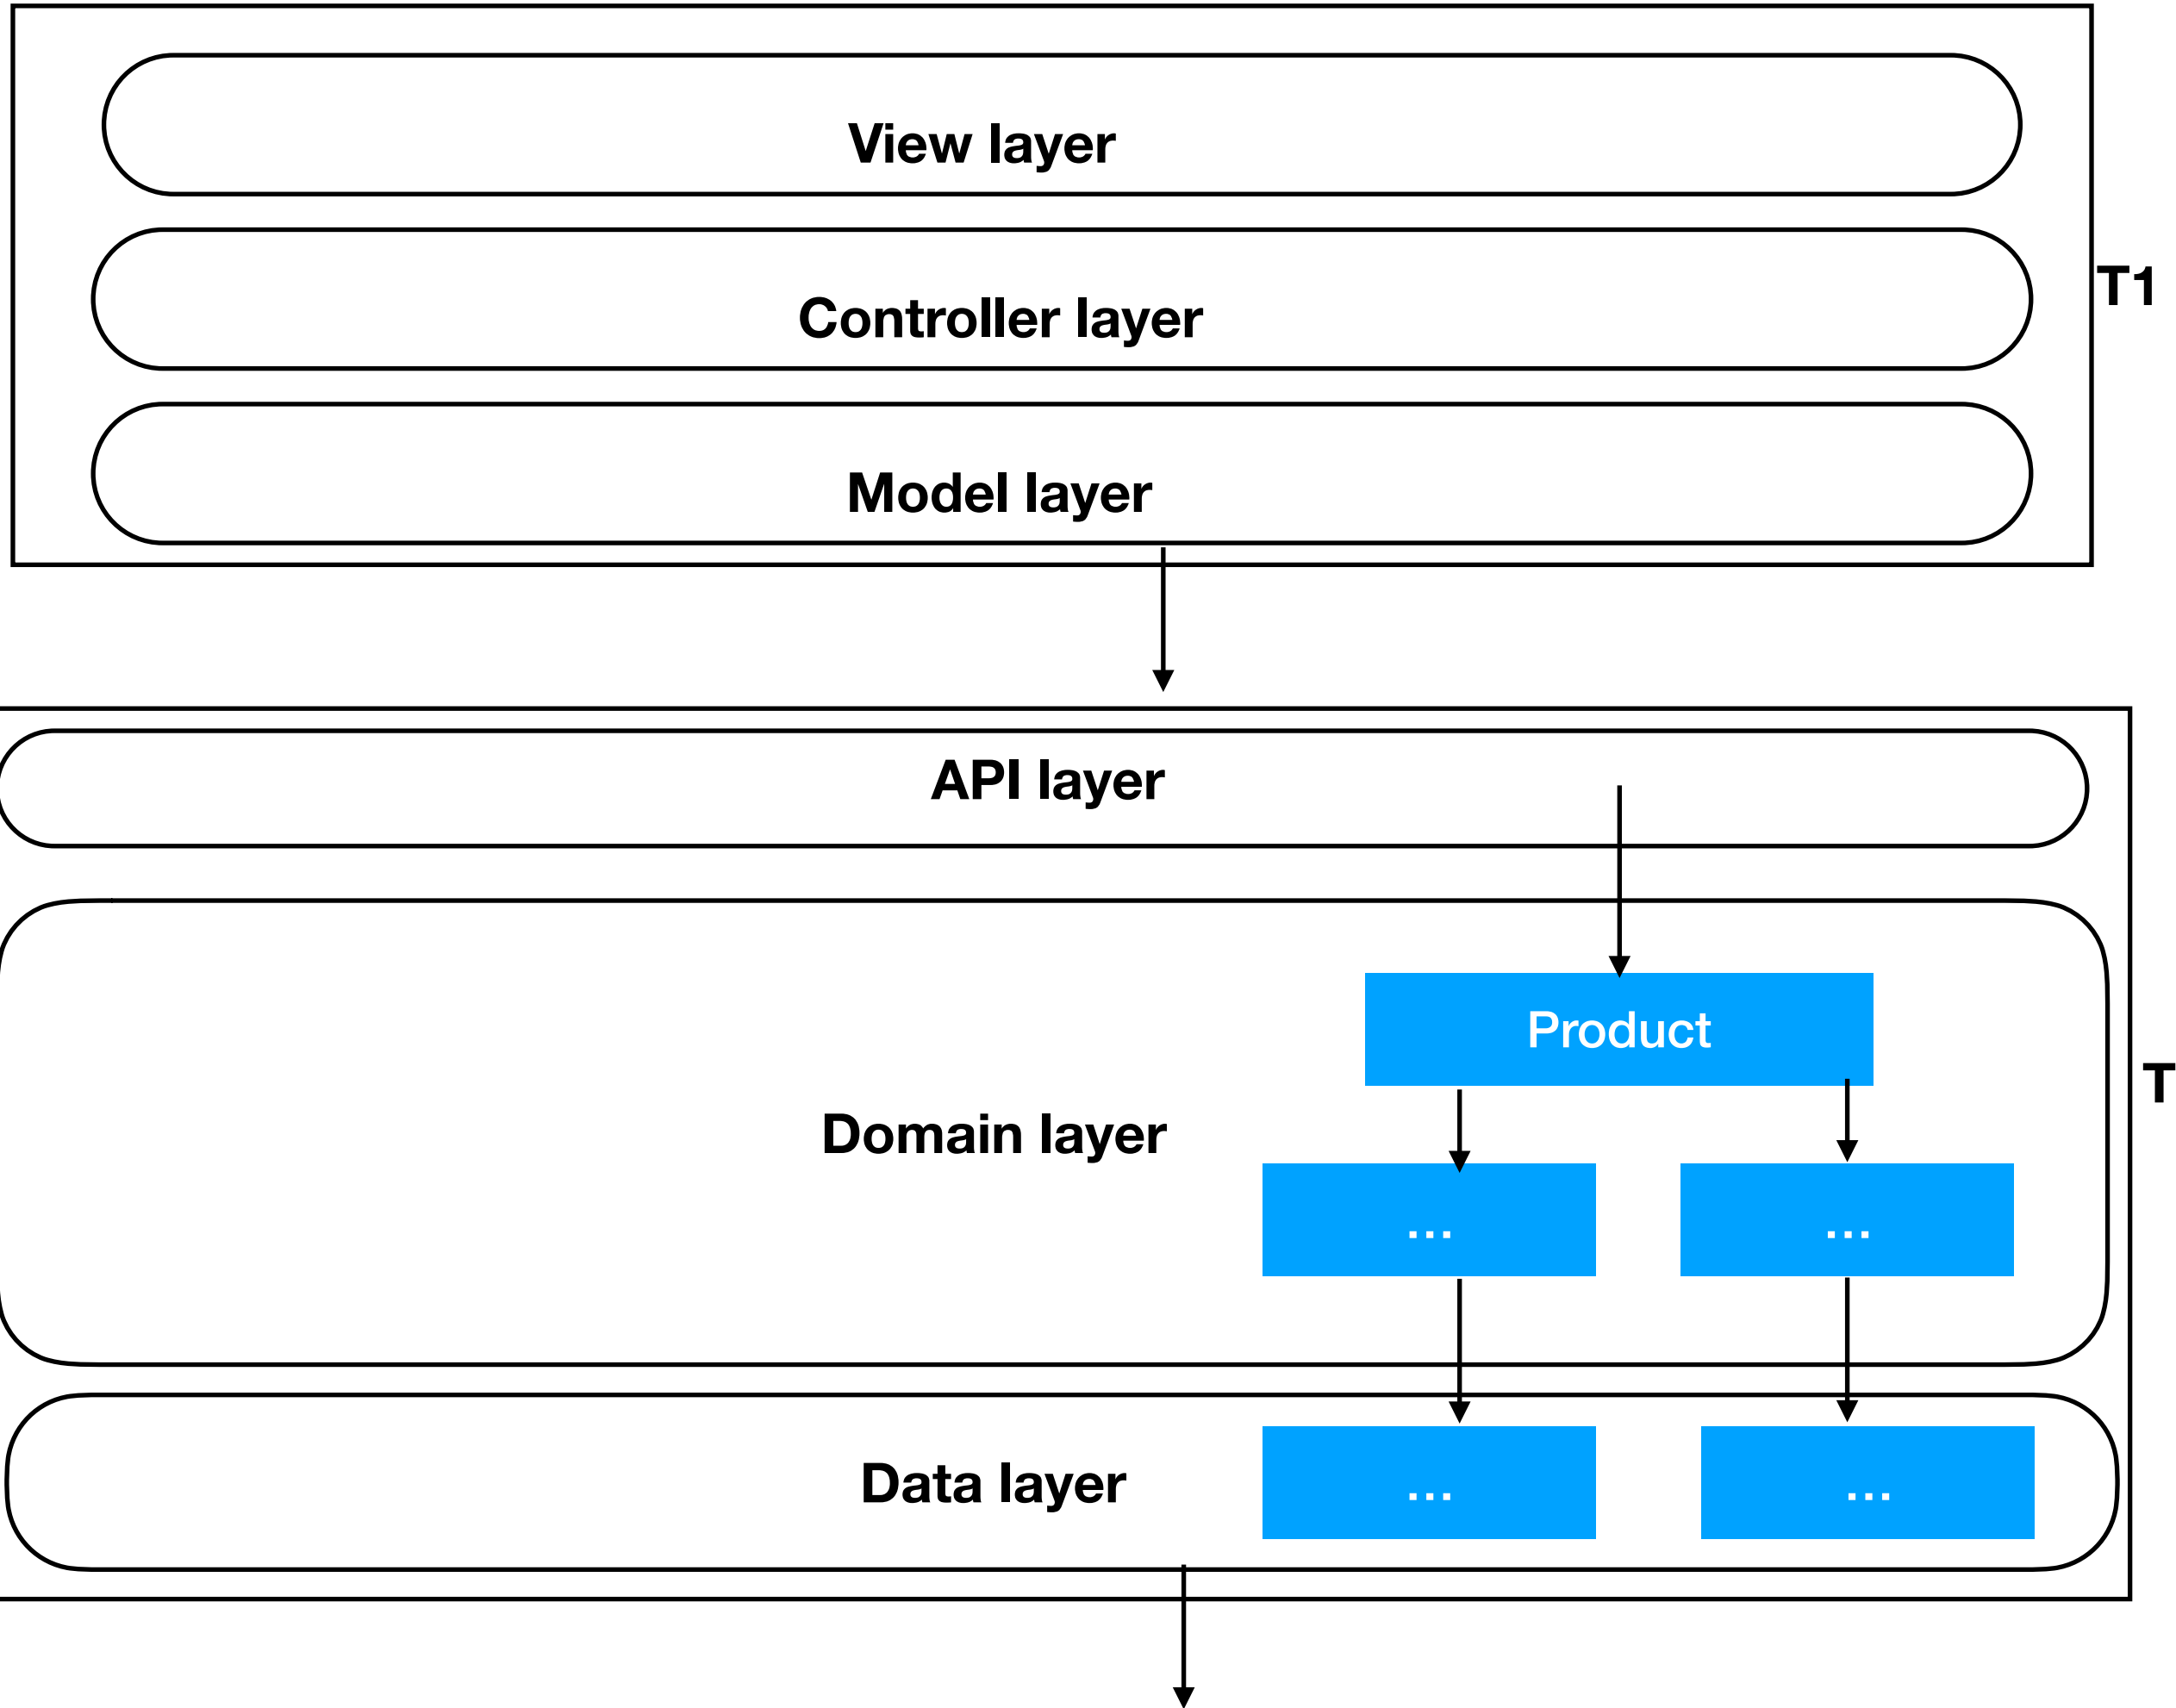 View layer
Controller layer
T1
Model layer
API layer
Product
T
Domain layer
...
...
Data layer
...
...